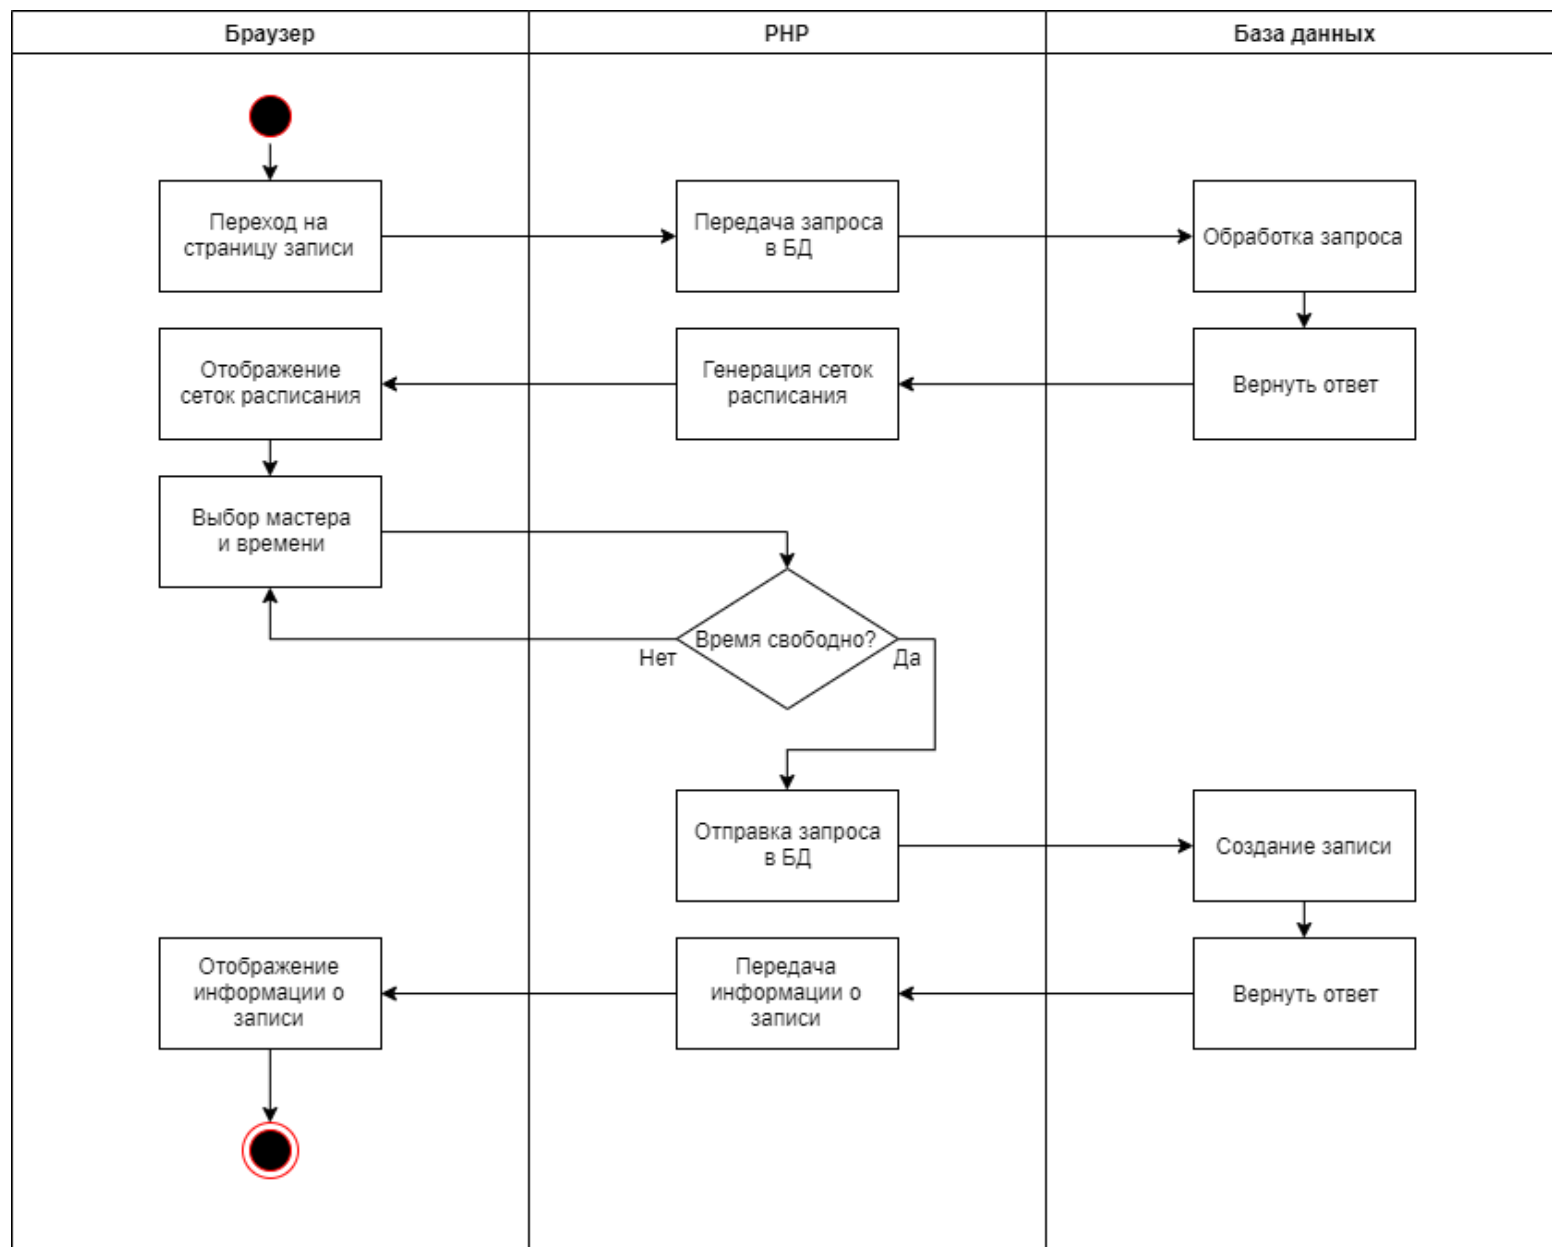 Браузер
PHP
База данных
Переход на
страницу записи
Передача запроса
в БД
Обработка запроса
Отображение
сеток расписания
Генерация сеток
расписания
Вернуть ответ
Выбор мастера
и времени
Время свободно?
Нет
Да
Отправка запроса
в БД
Создание записи
Отображение
информации о
записи
Передача
информации о
записи
Вернуть ответ